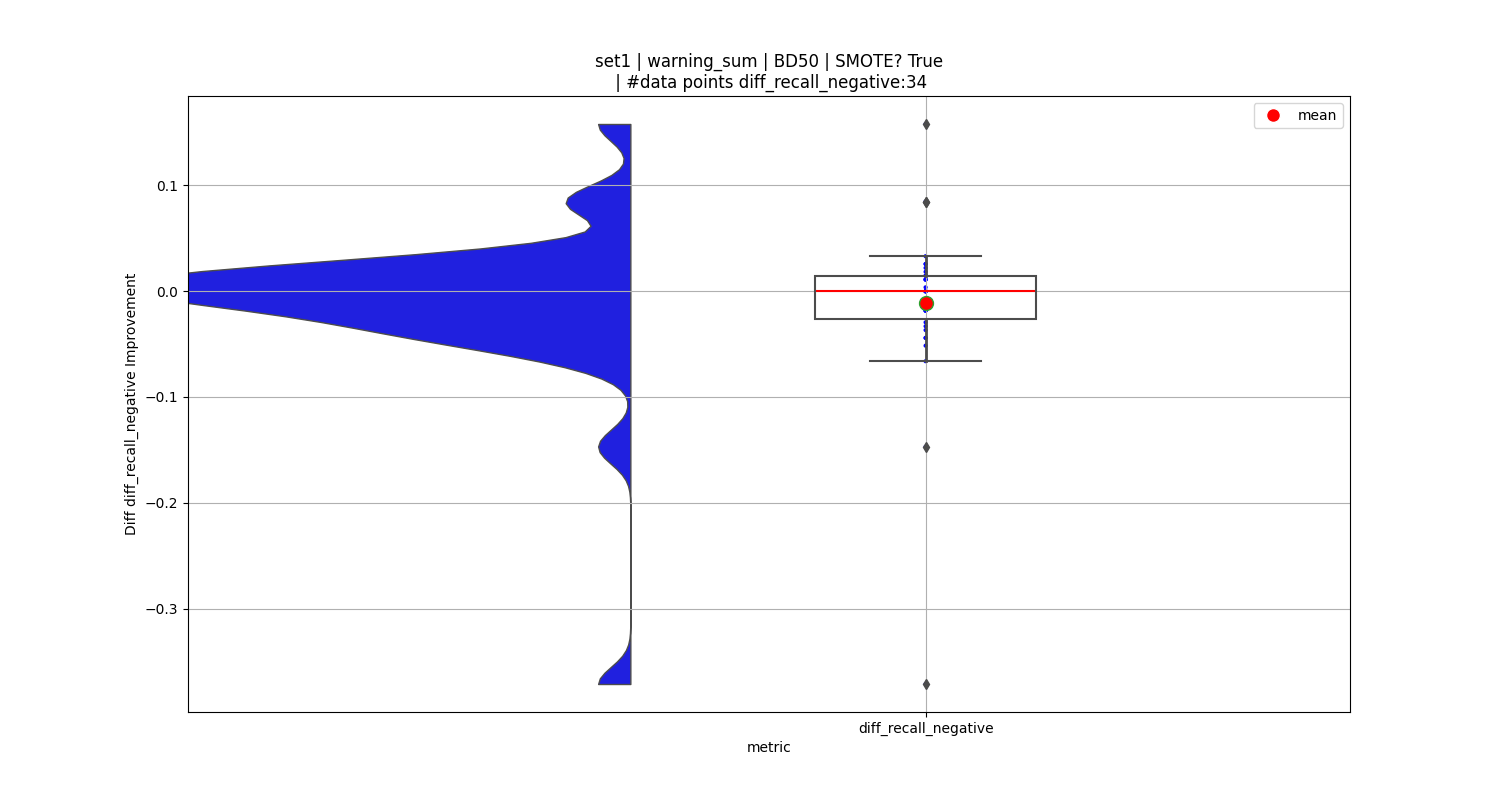 set1 | warning_sum | BD50 | SMOTE? True
| #data points diff_recall_negative:34
mean
0.1
0.0
−0.1
−0.2
−0.3
Diff diff_recall_negative Improvement
diff_recall_negative
metric